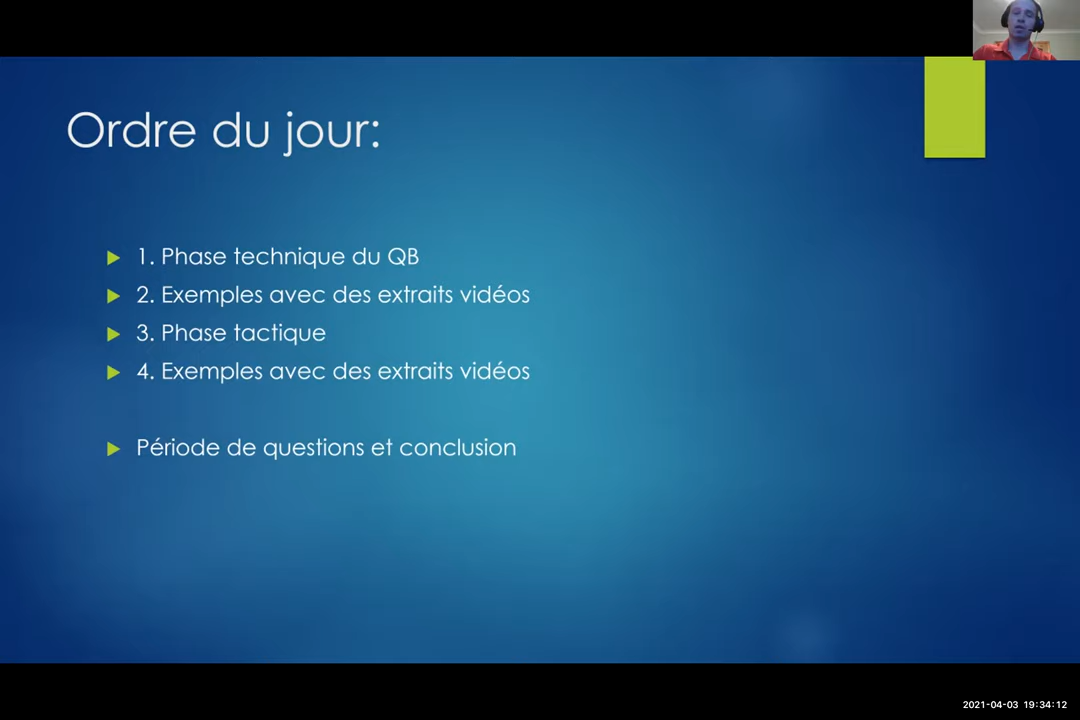 Ordre du jour:
1. Phase technique du QB
2. Exemples avec des extraits vidéos
3. Phase tactique
4. Exemples avec des extraits vidéos
Période de questions et conclusion
2021-04-03 19:34:12